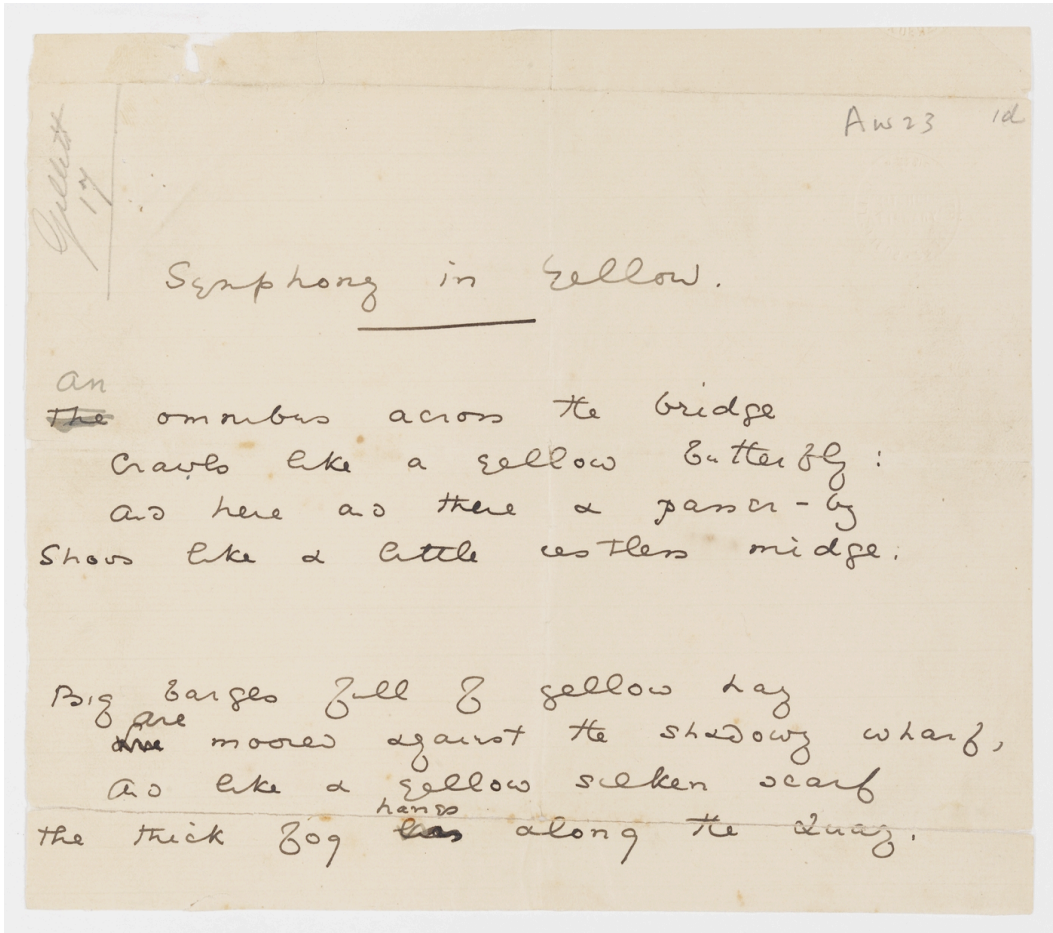 AW23 1d
Gillett
17
Symphony in Yellow.
An
The omnibus across the bridge
Crawls like a yellow butterfly:
and here and there a passer-by
Shows like a little restless midge.
Big barges full of yellow hay
are
moored against the shadowy wharf,
and like a yellow silken scarf
hangs
the thick fog along the Quay.